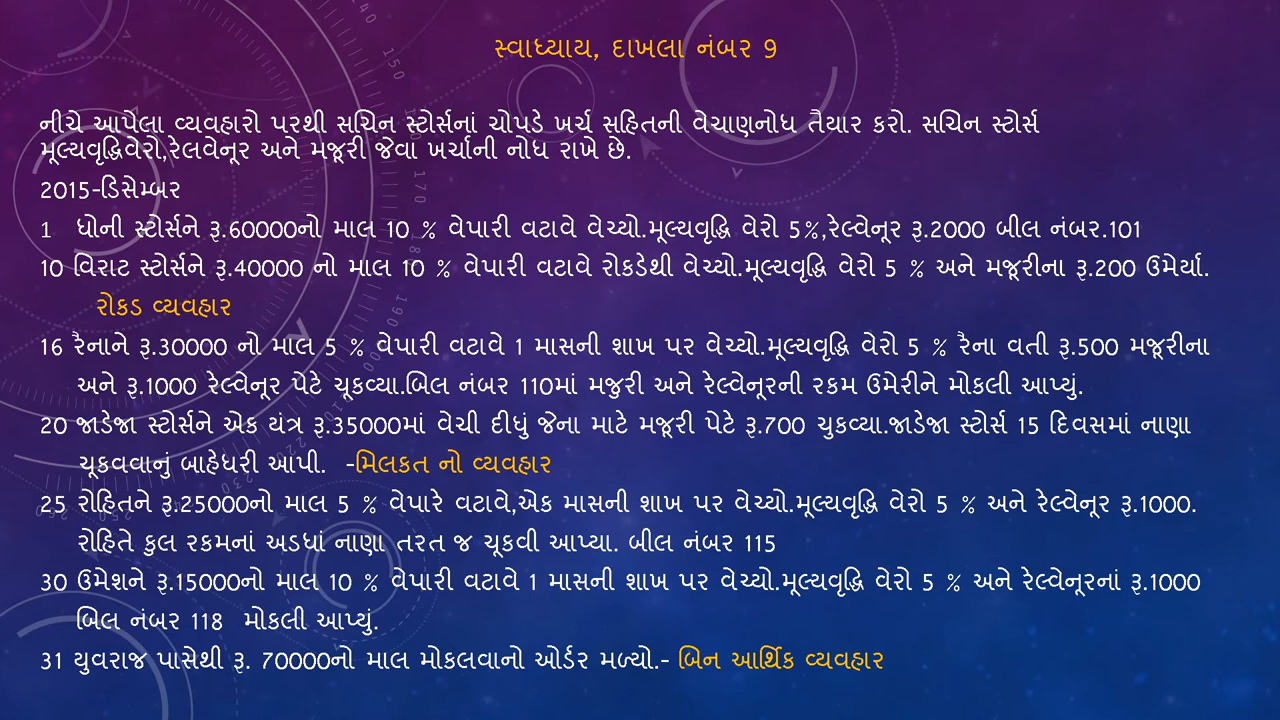 સ્વાધ્યાય, દાખલા નંબર 9
નીચે આપેલા વ્યવહારો પરથી સચિન સ્ટોર્સનાં ચોપડે ખર્ચ સહિતની વેચાણનોધ તૈયાર કરો. સચિન સ્ટોર્સ
મૂલ્યવૃદ્ધિવેરો,રેલવેનૂર અને મજૂરી જેવા ખર્ચાની નોધ રાખે છે.
2015-ડિસેમ્બર
1 ધોની સ્ટોર્સને રૂ.60000નો માલ 10 % વેપારી વટાવે વેચ્યો.મૂલ્યવૃદ્ધિ વેરો 5%,રેલ્વેનૂર રૂ.2000 બીલ નંબર.101
10 વિરાટ સ્ટોર્સને રૂ.40000 નો માલ 10 % વેપારી વટાવે રોકડેથી વેચ્યો.મૂલ્યવૃદ્ધિ વેરો 5 % અને મજૂરીના રૂ.200 ઉમેર્યા.
રોકડ વ્યવહાર
16 રૈનાને રૂ.30000 નો માલ 5 % વેપારી વટાવે 1 માસની શાખ પર વેચ્યો.મૂલ્યવૃદ્ધિ વેરો 5 % રૈના વતી રૂ.500 મજૂરીના
અને રૂ.1000 રેલ્વેનૂર પેટે ચૂકવ્યા.બિલ નંબર 110માં મજુરી અને રેલ્વેનૂરની રકમ ઉમેરીને મોકલી આપ્યું.
20 જાડેજા સ્ટોર્સને એક યંત્ર રૂ.35000માં વેચી દીધું જેના માટે મજૂરી પેટે રૂ.700 ચુકવ્યા.જાડેજા સ્ટોર્સ 15 દિવસમાં નાણા
ચૂકવવાનું બાહેધરી આપી. -મિલકત નો વ્યવહાર
25 રોહિતને રૂ.25000નો માલ 5 % વેપારે વટાવે,એક માસની શાખ પર વેચ્યો.મૂલ્યવૃદ્ધિ વેરો 5 % અને રેલ્વેનૂર રૂ.1000.
રોહિતે કુલ રકમનાં અડધાં નાણા તરત જ ચૂકવી આપ્યા. બીલ નંબર 115
30 ઉમેશને રૂ.15000નો માલ 10 % વેપારી વટાવે 1 માસની શાખ પર વેચ્યો.મૂલ્યવૃદ્ધિ વેરો 5 % અને રેલ્વેનૂરનાં રૂ.1000
બિલ નંબર 118 મોકલી આપ્યું.
31 યુવરાજ પાસેથી રૂ. 70000નો માલ મોકલવાનો ઓર્ડર મળ્યો.- બિન આર્થિક વ્યવહાર